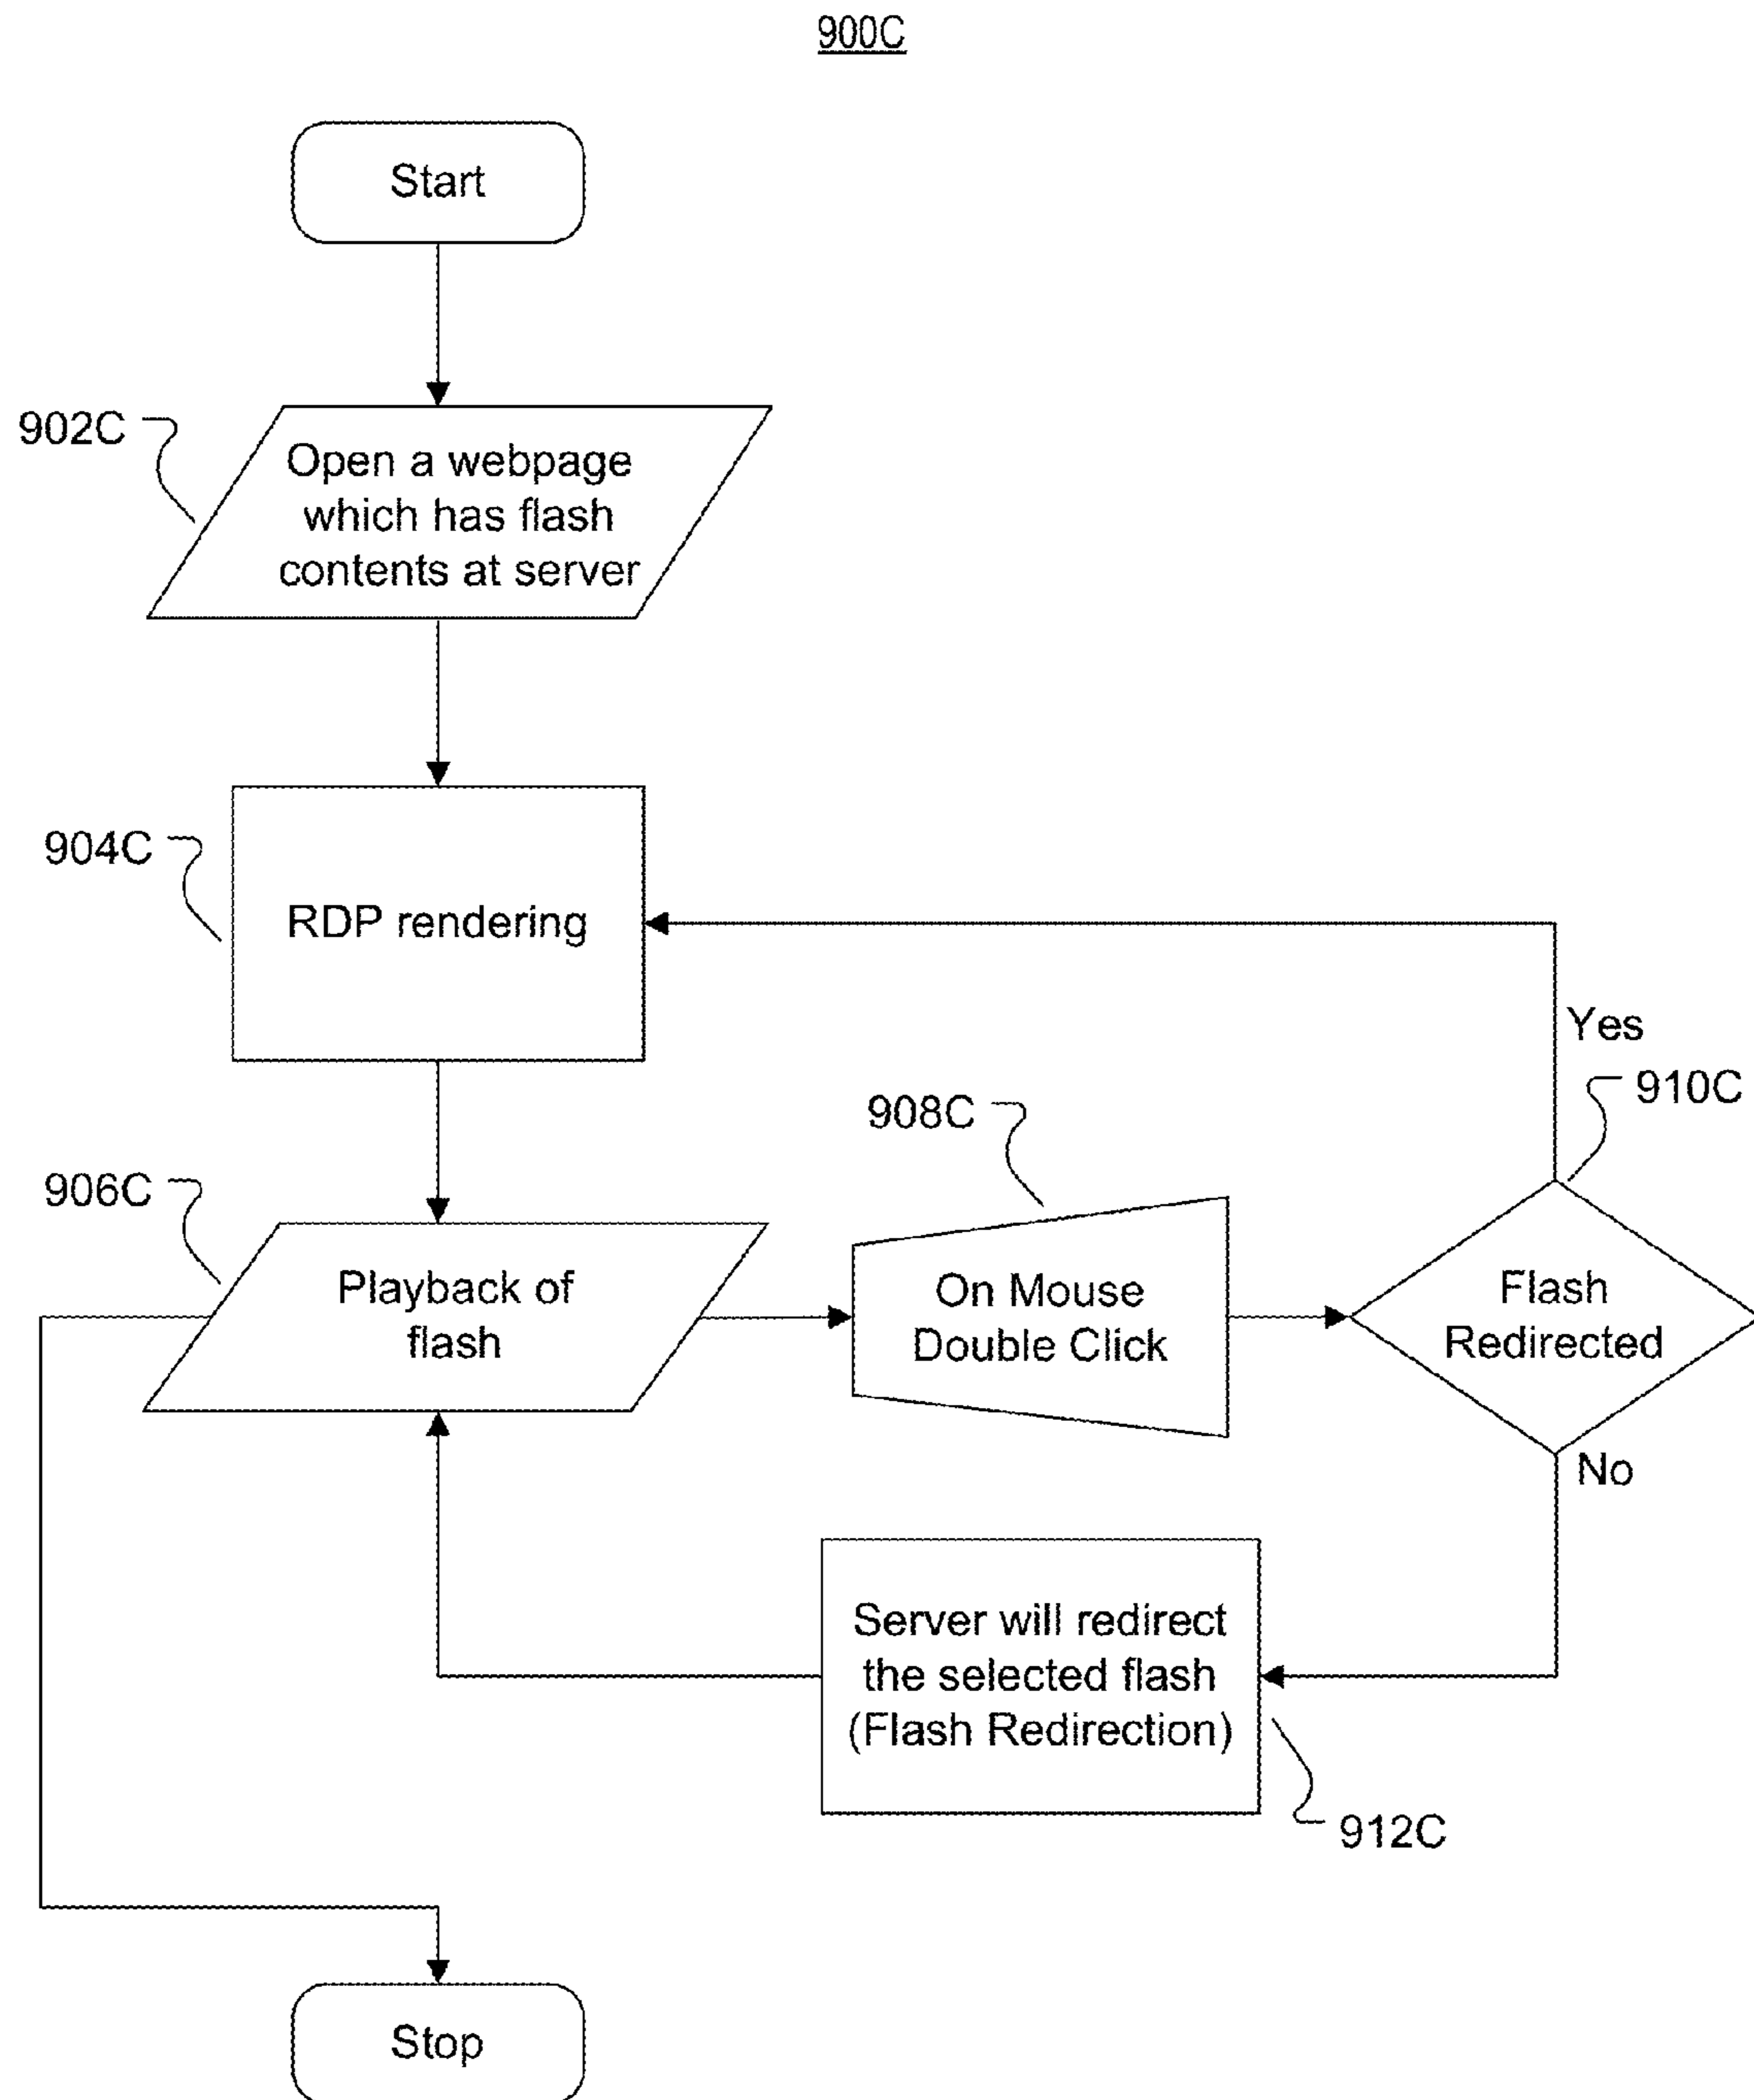 900C
Start
902C
Open a webpage
which has flash
contents at server
904C
RDP rendering
Yes
910C
908C
906C
Playback of
flash
On Mouse
Double Click
Flash
Redirected
No
Server will redirect
the selected flash
(Flash Redirection)
912C
Stop